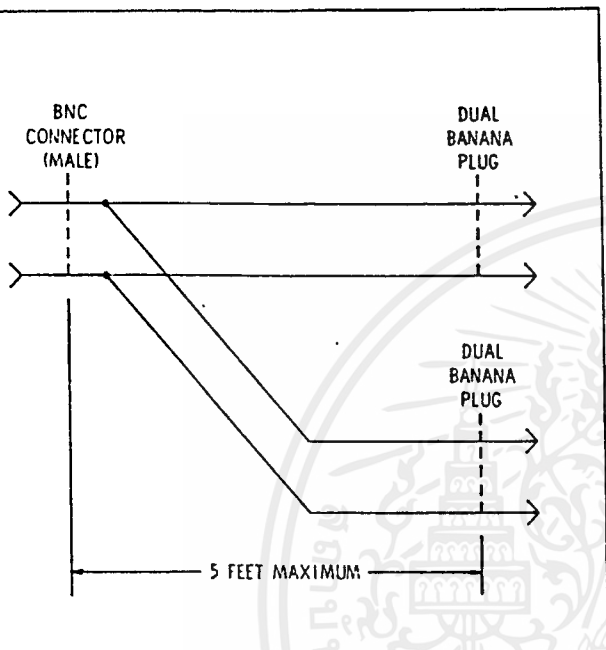 BNC
CONNECTOR
(MALE)
DUAL
BANANA
PLUG
DUAL
BANANA
PLUG
5 FEET MAXIMUM